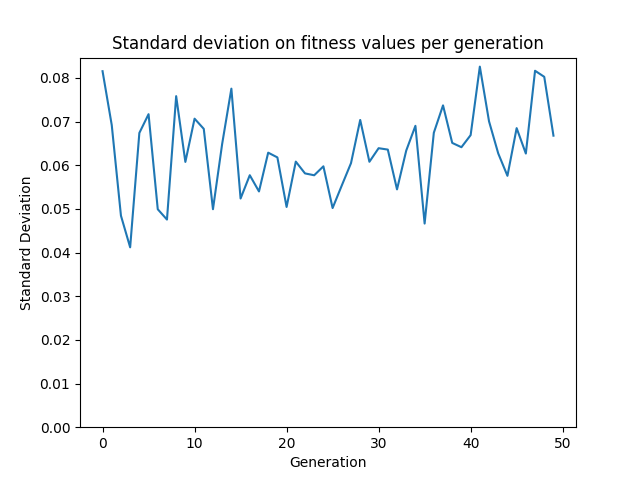 Standard deviation on fitness values per generation
0.08
0.07
0.06
0.05
0.04
0.03
0.02
0.01
0.00
Standard Deviation
0 10 20 30 40 50
Generation